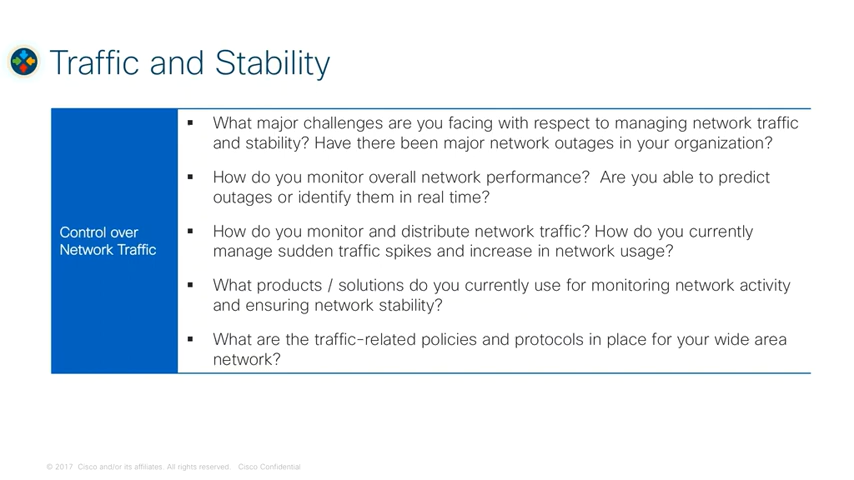 Traffic and Stability
Control over
Network Traffic
▪ What major challenges are you facing with respect to managing network traffic
and stability? Have there been major network outages in your organization?
▪ How do you monitor overall network performance?  Are you able to predict
outages or identify them in real time?
▪ How do you monitor and distribute network traffic? How do you currently
manage sudden traffic spikes and increase in network usage?
▪ What products / solutions do you currently use for monitoring network activity
and ensuring network stability?
▪ What are the traffic-related policies and protocols in place for your wide area
network?
© 2017  Cisco and/or its affiliates. All rights reserved.   Cisco Confidential